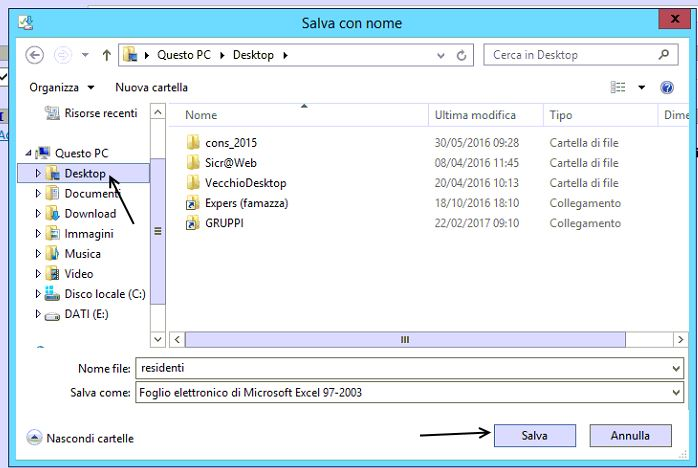 Salva con nome
X
Questo PC Desktop
Cerca in Desktop
Organizza Nuova cartella
Risorse recenti
Questo PC
Desktop
Documenti
Download
Immagini
Musica
Video
Disco locale (C:)
DATI (E:)
Nome Ultima modifica Tipo Dime
cons_2015 30/05/2016 09:28 Cartella di file
Sicr@Web 08/04/2016 11:45 Cartella di file
VecchioDesktop 20/04/2016 10:13 Cartella di file
Expers (famazza) 18/10/2016 18:10 Collegamento
GRUPPI 22/02/2017 09:10 Collegamento
Nome file: residenti
Salva come: Foglio elettronico di Microsoft Excel 97-2003
Nascondi cartelle Salva Annulla